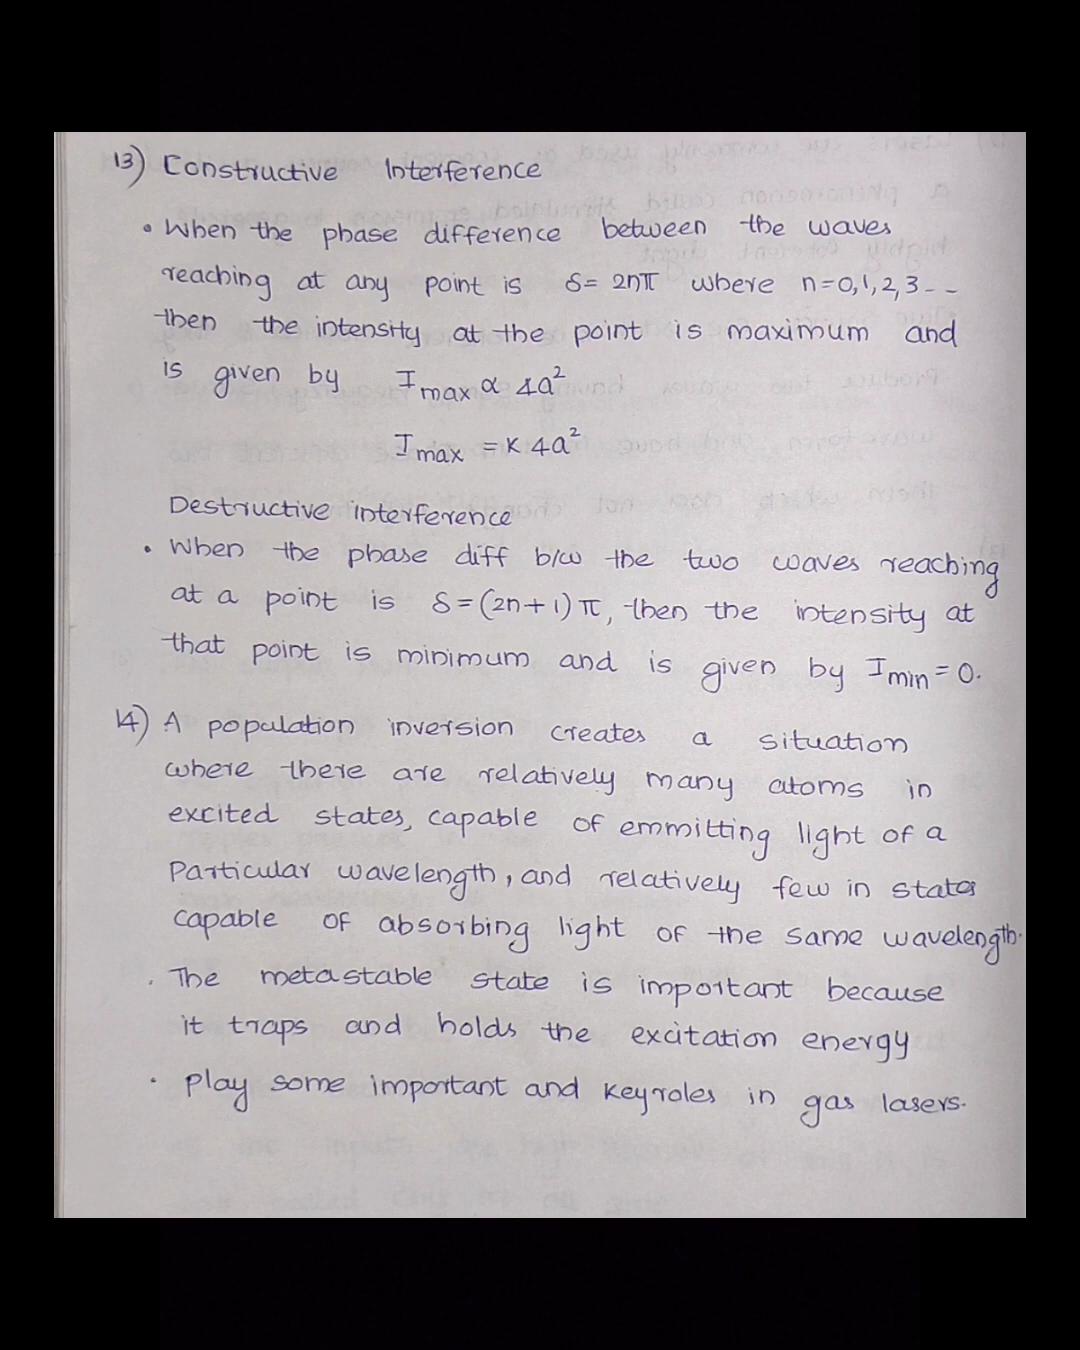 13) Constructive Interference
• When the phase difference between the waves
reaching at any point is δ= 2nπ where n=0,1,2,3--
then the intensity at the point is maximum and
is given by I max α 4a²
I max = K 4a²
Destructive interference
• When the phase diff b/w the two waves reaching
at a point is δ=(2n+1)π, then the intensity at
that point is minimum and is given by I min = 0.
14) A population inversion creates a situation
where there are relatively many atoms in
excited states, capable of emmitting light of a
Particular wavelength, and relatively few in states
capable of absorbing light of the same wavelength.
. The metastable state is important because
it traps and holds the excitation energy
• Play some important and key roles in gas lasers.